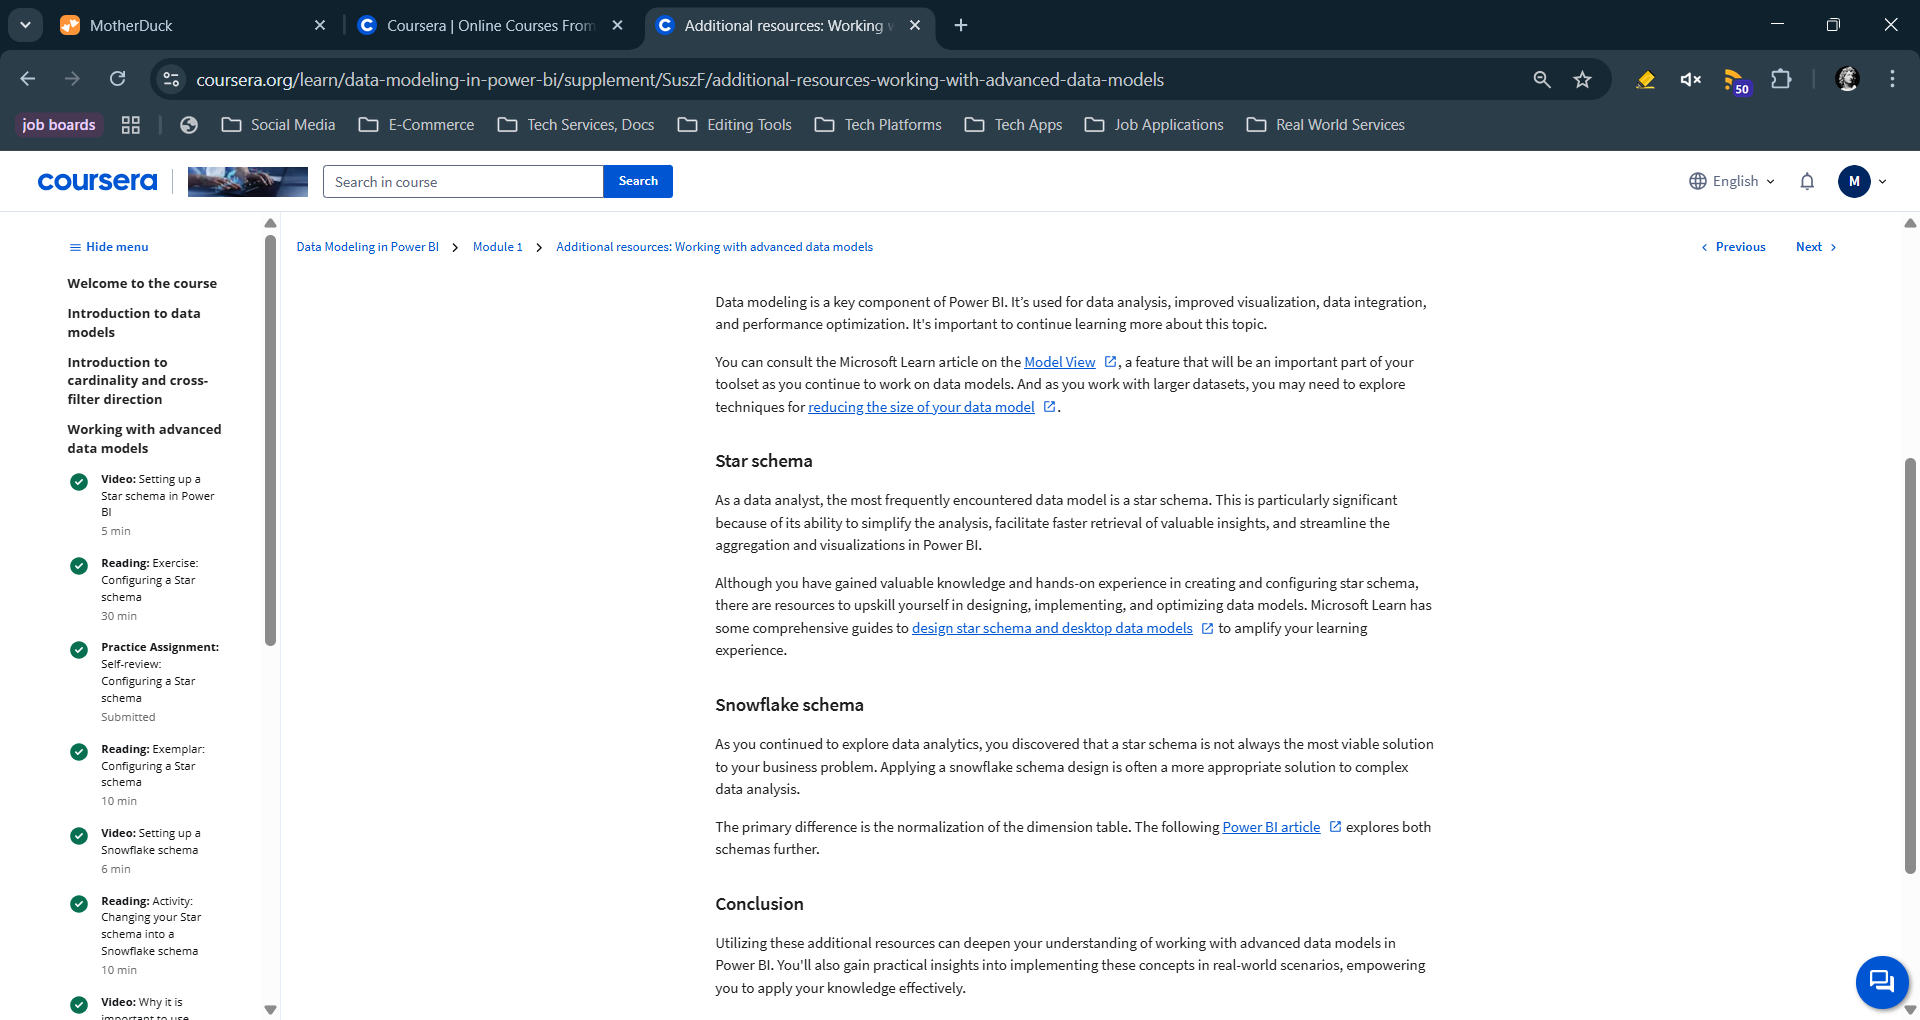 MotherDuck
Coursera | Online Courses From
Additional resources: Working w
coursera.org/learn/data-modeling-in-power-bi/supplement/SuszF/additional-resources-working-with-advanced-data-models
50
job boards
Social Media
E-Commerce
Tech Services, Docs
Editing Tools
Tech Platforms
Tech Apps
Job Applications
Real World Services
coursera
Search in course
Search
English
M
Hide menu
Welcome to the course
Introduction to data
models
Introduction to
cardinality and cross-
filter direction
Working with advanced
data models
Video: Setting up a
Star schema in Power
BI
5 min
Reading: Exercise:
Configuring a Star
schema
30 min
Practice Assignment:
Self-review:
Configuring a Star
schema
Submitted
Reading: Exemplar:
Configuring a Star
schema
10 min
Video: Setting up a
Snowflake schema
6 min
Reading: Activity:
Changing your Star
schema into a
Snowflake schema
10 min
Video: Why it is
important to use
Data Modeling in Power BI > Module 1 > Additional resources: Working with advanced data models
Previous
Next
Data modeling is a key component of Power BI. It’s used for data analysis, improved visualization, data integration,
and performance optimization. It's important to continue learning more about this topic.
You can consult the Microsoft Learn article on the Model View , a feature that will be an important part of your
toolset as you continue to work on data models. And as you work with larger datasets, you may need to explore
techniques for reducing the size of your data model .
Star schema
As a data analyst, the most frequently encountered data model is a star schema. This is particularly significant
because of its ability to simplify the analysis, facilitate faster retrieval of valuable insights, and streamline the
aggregation and visualizations in Power BI.
Although you have gained valuable knowledge and hands-on experience in creating and configuring star schema,
there are resources to upskill yourself in designing, implementing, and optimizing data models. Microsoft Learn has
some comprehensive guides to design star schema and desktop data models to amplify your learning
experience.
Snowflake schema
As you continued to explore data analytics, you discovered that a star schema is not always the most viable solution
to your business problem. Applying a snowflake schema design is often a more appropriate solution to complex
data analysis.
The primary difference is the normalization of the dimension table. The following Power BI article explores both
schemas further.
Conclusion
Utilizing these additional resources can deepen your understanding of working with advanced data models in
Power BI. You'll also gain practical insights into implementing these concepts in real-world scenarios, empowering
you to apply your knowledge effectively.